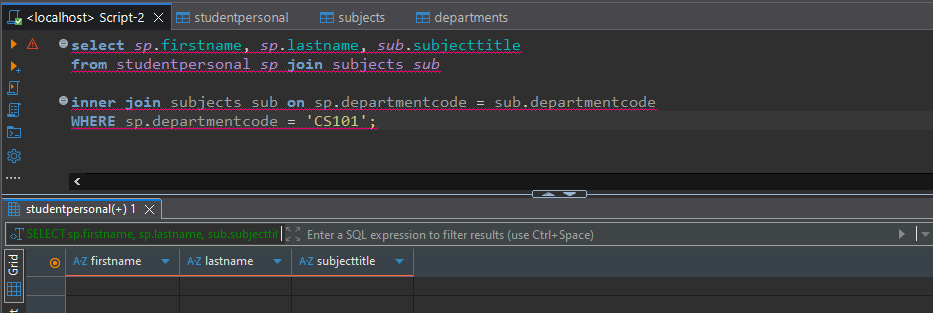 <localhost> Script-2 studentpersonal subjects departments
select sp.firstname, sp.lastname, sub.subjecttitle
from studentpersonal sp join subjects sub
inner join subjects sub on sp.departmentcode = sub.departmentcode
WHERE sp.departmentcode = 'CS101';
studentpersonal(+) 1
SELECT sp.firstname, sp.lastname, sub.subjecttit Enter a SQL expression to filter results (use Ctrl+Space)
Grid
A-Z firstname A-Z lastname A-Z subjecttitle